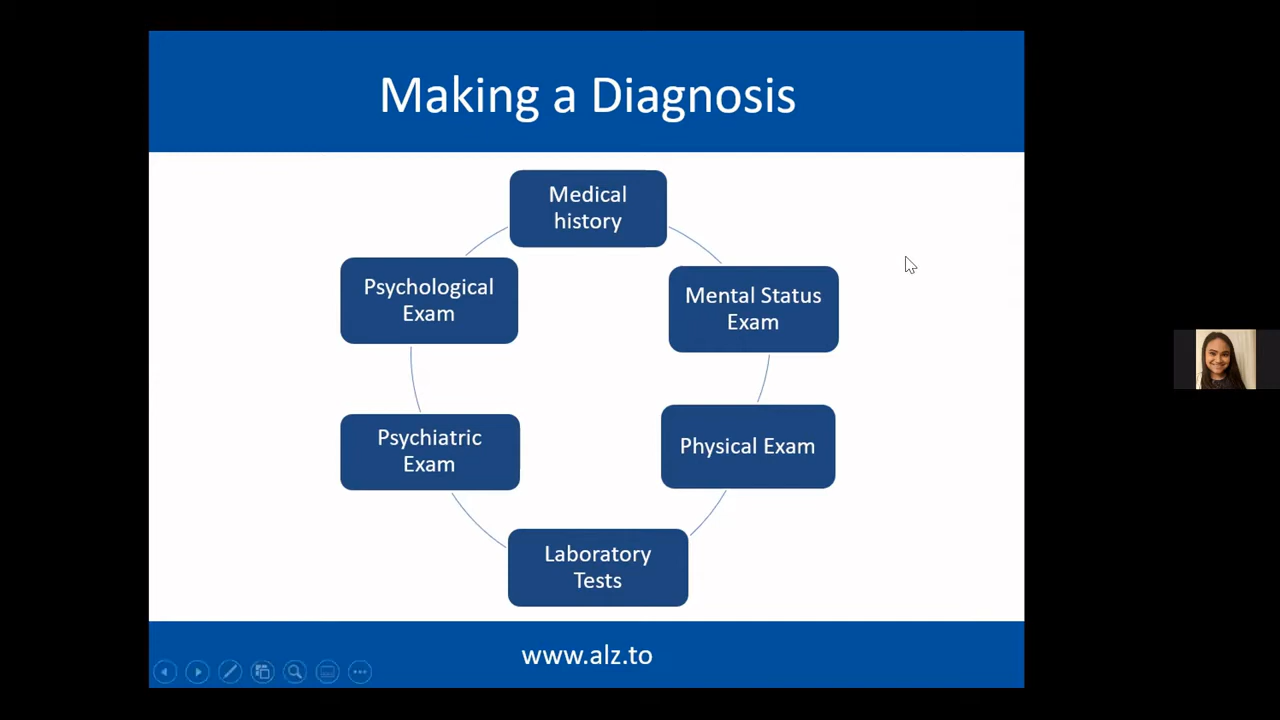 Making a Diagnosis
Medical
history
Psychological
Exam
Mental Status
Exam
Psychiatric
Exam
Physical Exam
Laboratory
Tests
www.alz.to